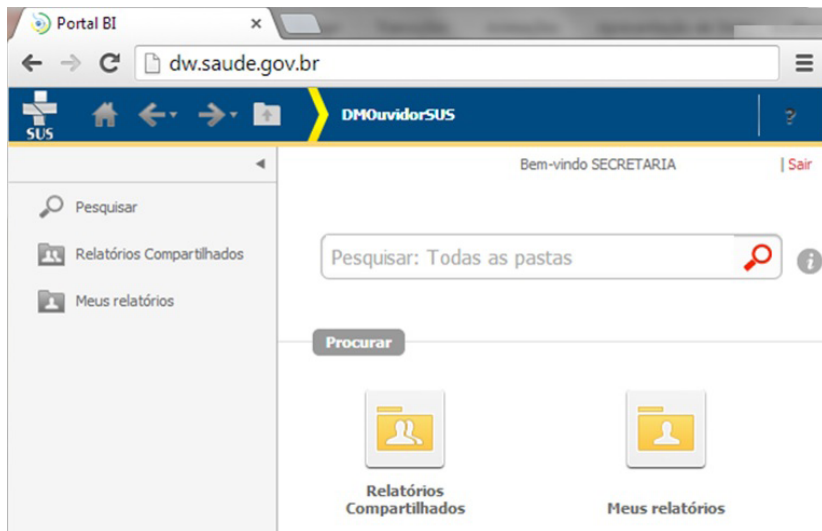 Portal BI
dw.saude.gov.br
SUS
DMOuvidorSUS
?
Bem-vindo SECRETARIA | Sair
Pesquisar
Relatórios Compartilhados
Meus relatórios
Pesquisar: Todas as pastas
i
Procurar
Relatórios
Compartilhados
Meus relatórios